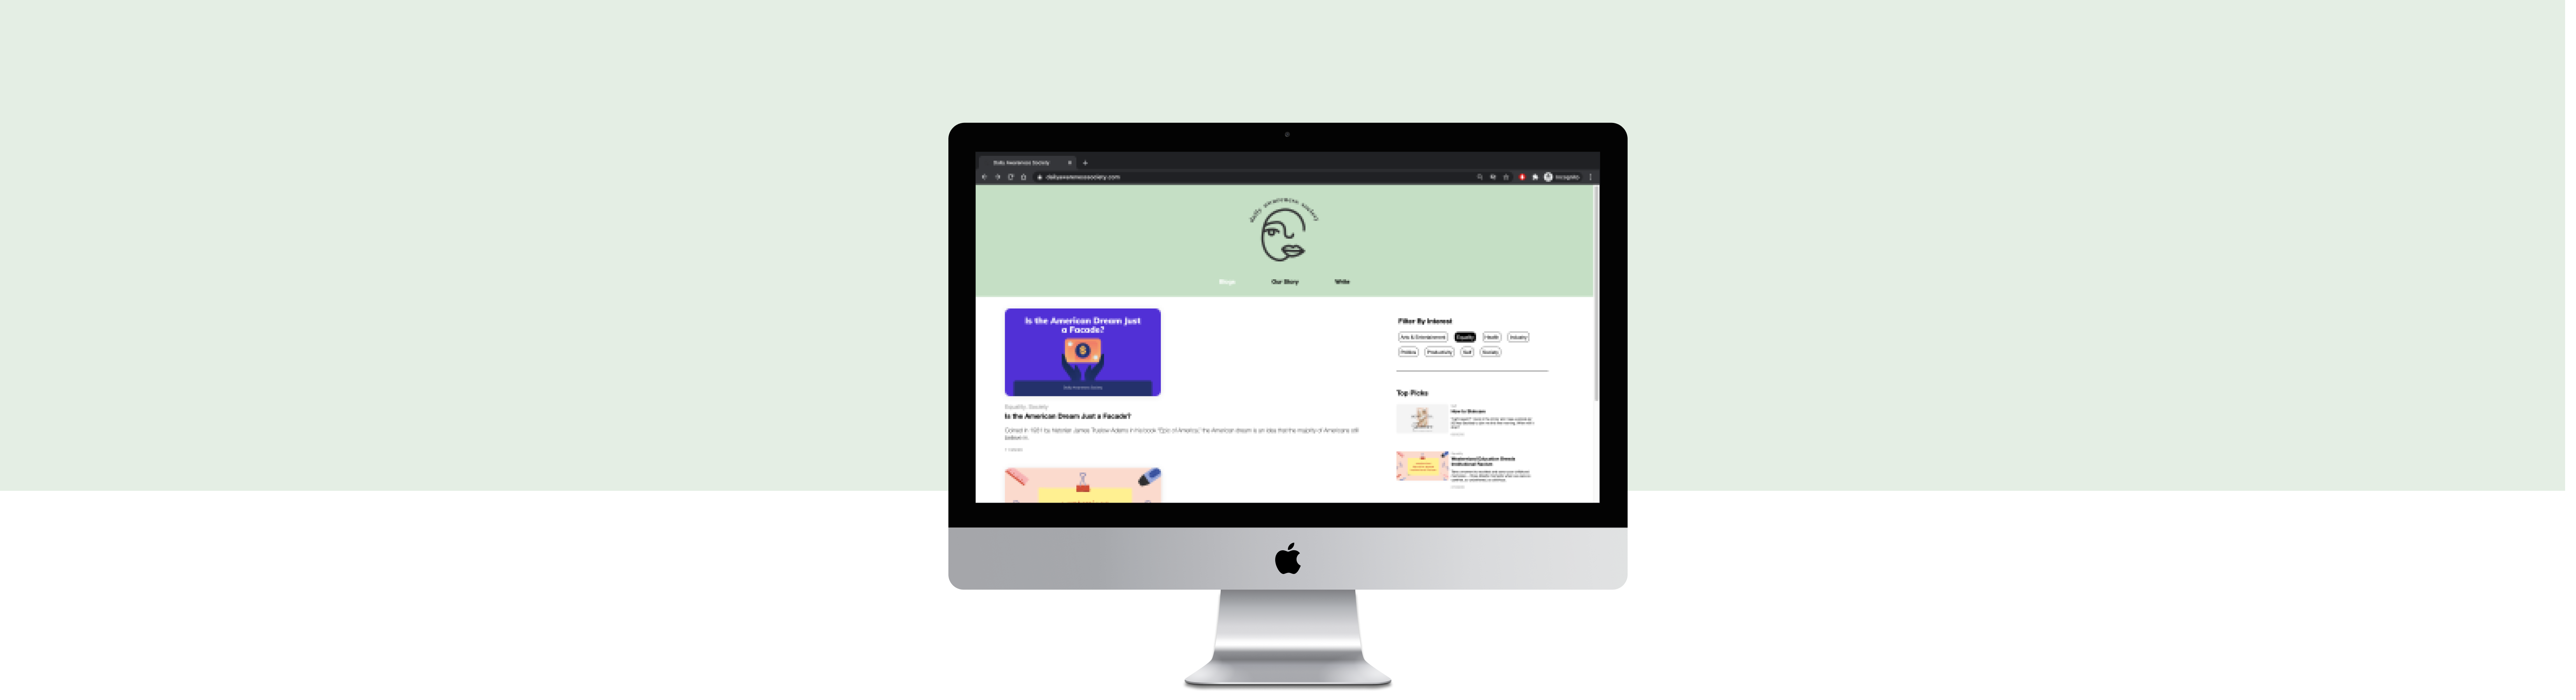 Daily Awareness Society
dailyawarenesssociety.com
Incognito
daily awareness society
Blogs
Our Story
Write
Is the American Dream Just
a Facade?
Daily Awareness Society
Equality, Society
Is the American Dream Just a Facade?
Coined in 1931 by historian James Truslow Adams in his book "Epic of America," the American dream is an idea that the majority of Americans still
believe in.
Filter By Interest
Arts & Entertainment
Equality
Health
Industry
Politics
Productivity
Self
Society
Top Picks
How to Skincare
Westernized Education Breeds
Institutional Racism